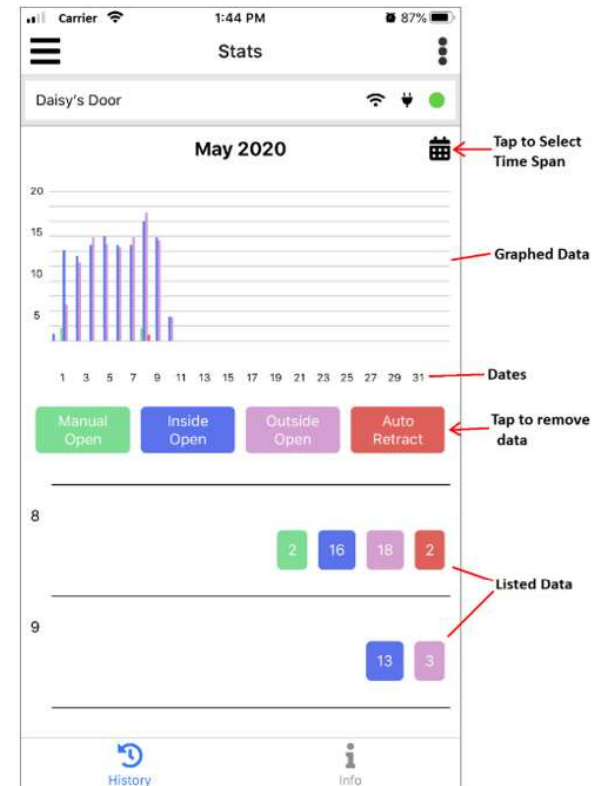 Carrier 1:44 PM 87%
Stats
Daisy's Door
May 2020
Tap to Select
Time Span
20
15
10
5
Graphed Data
1 3 5 7 9 11 13 15 17 19 21 23 25 27 29 31
Dates
Manual
Open
Inside
Open
Outside
Open
Auto
Retract
Tap to remove
data
8
2 16 18 2
Listed Data
9
13 3
History
Info